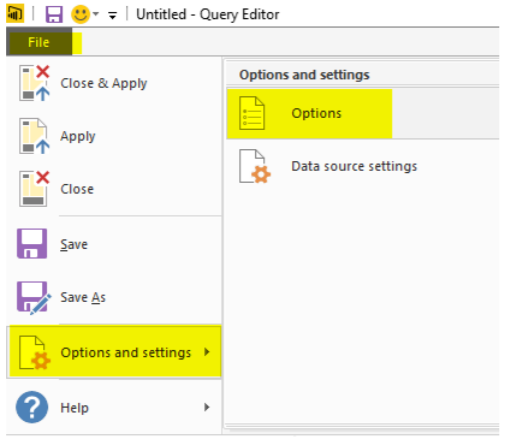 Untitled - Query Editor
File
Close & Apply
Apply
Close
Save
Save As
Options and settings
Help
Options and settings
Options
Data source settings